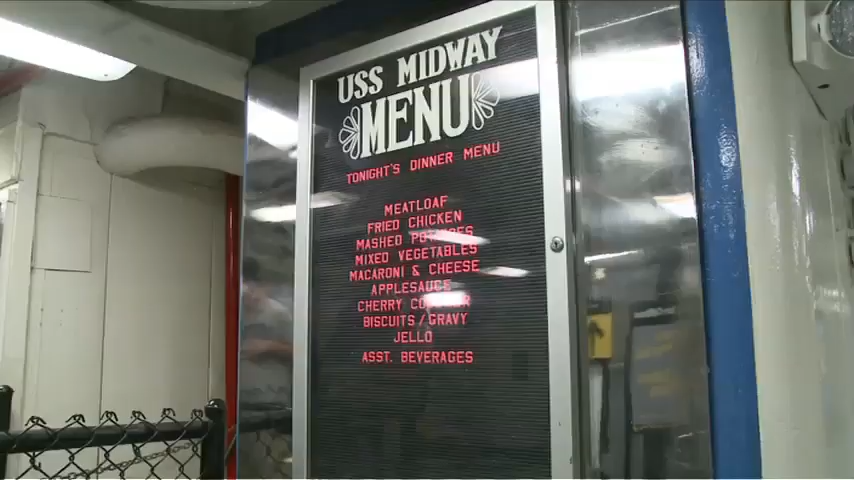 USS MIDWAY
MENU
TONIGHT'S DINNER MENU
MEATLOAF
FRIED CHICKEN
MASHED POTATOES
MIXED VEGETABLES
MACARONI & CHEESE
APPLESAUCE
CHERRY COBBLER
BISCUITS/GRAVY
JELLO
ASST. BEVERAGES